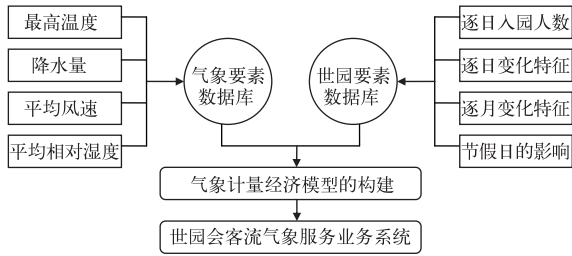 最高温度
降水量
平均风速
平均相对湿度
气象要素
数据库
世园要素
数据库
逐日入园人数
逐日变化特征
逐月变化特征
节假日的影响
气象计量经济模型的构建
世园会客流气象服务业务系统